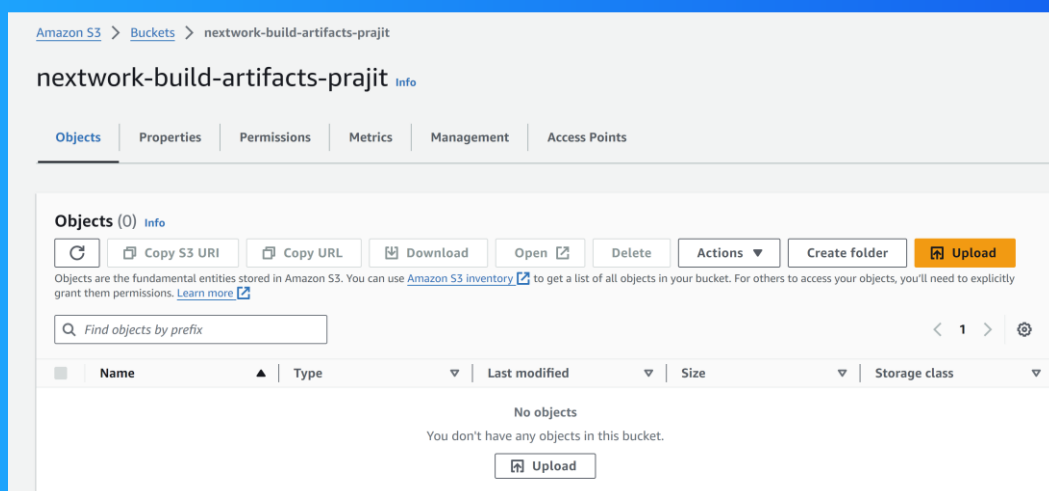 Amazon S3 > Buckets > nextwork-build-artifacts-prajit
nextwork-build-artifacts-prajit Info
Objects Properties Permissions Metrics Management Access Points
Objects (0) Info
Copy S3 URI Copy URL Download Open Delete Actions Create folder Upload
Objects are the fundamental entities stored in Amazon S3. You can use Amazon S3 inventory to get a list of all objects in your bucket. For others to access your objects, you'll need to explicitly
grant them permissions. Learn more
Find objects by prefix < 1 >
Name Type Last modified Size Storage class
No objects
You don't have any objects in this bucket.
Upload